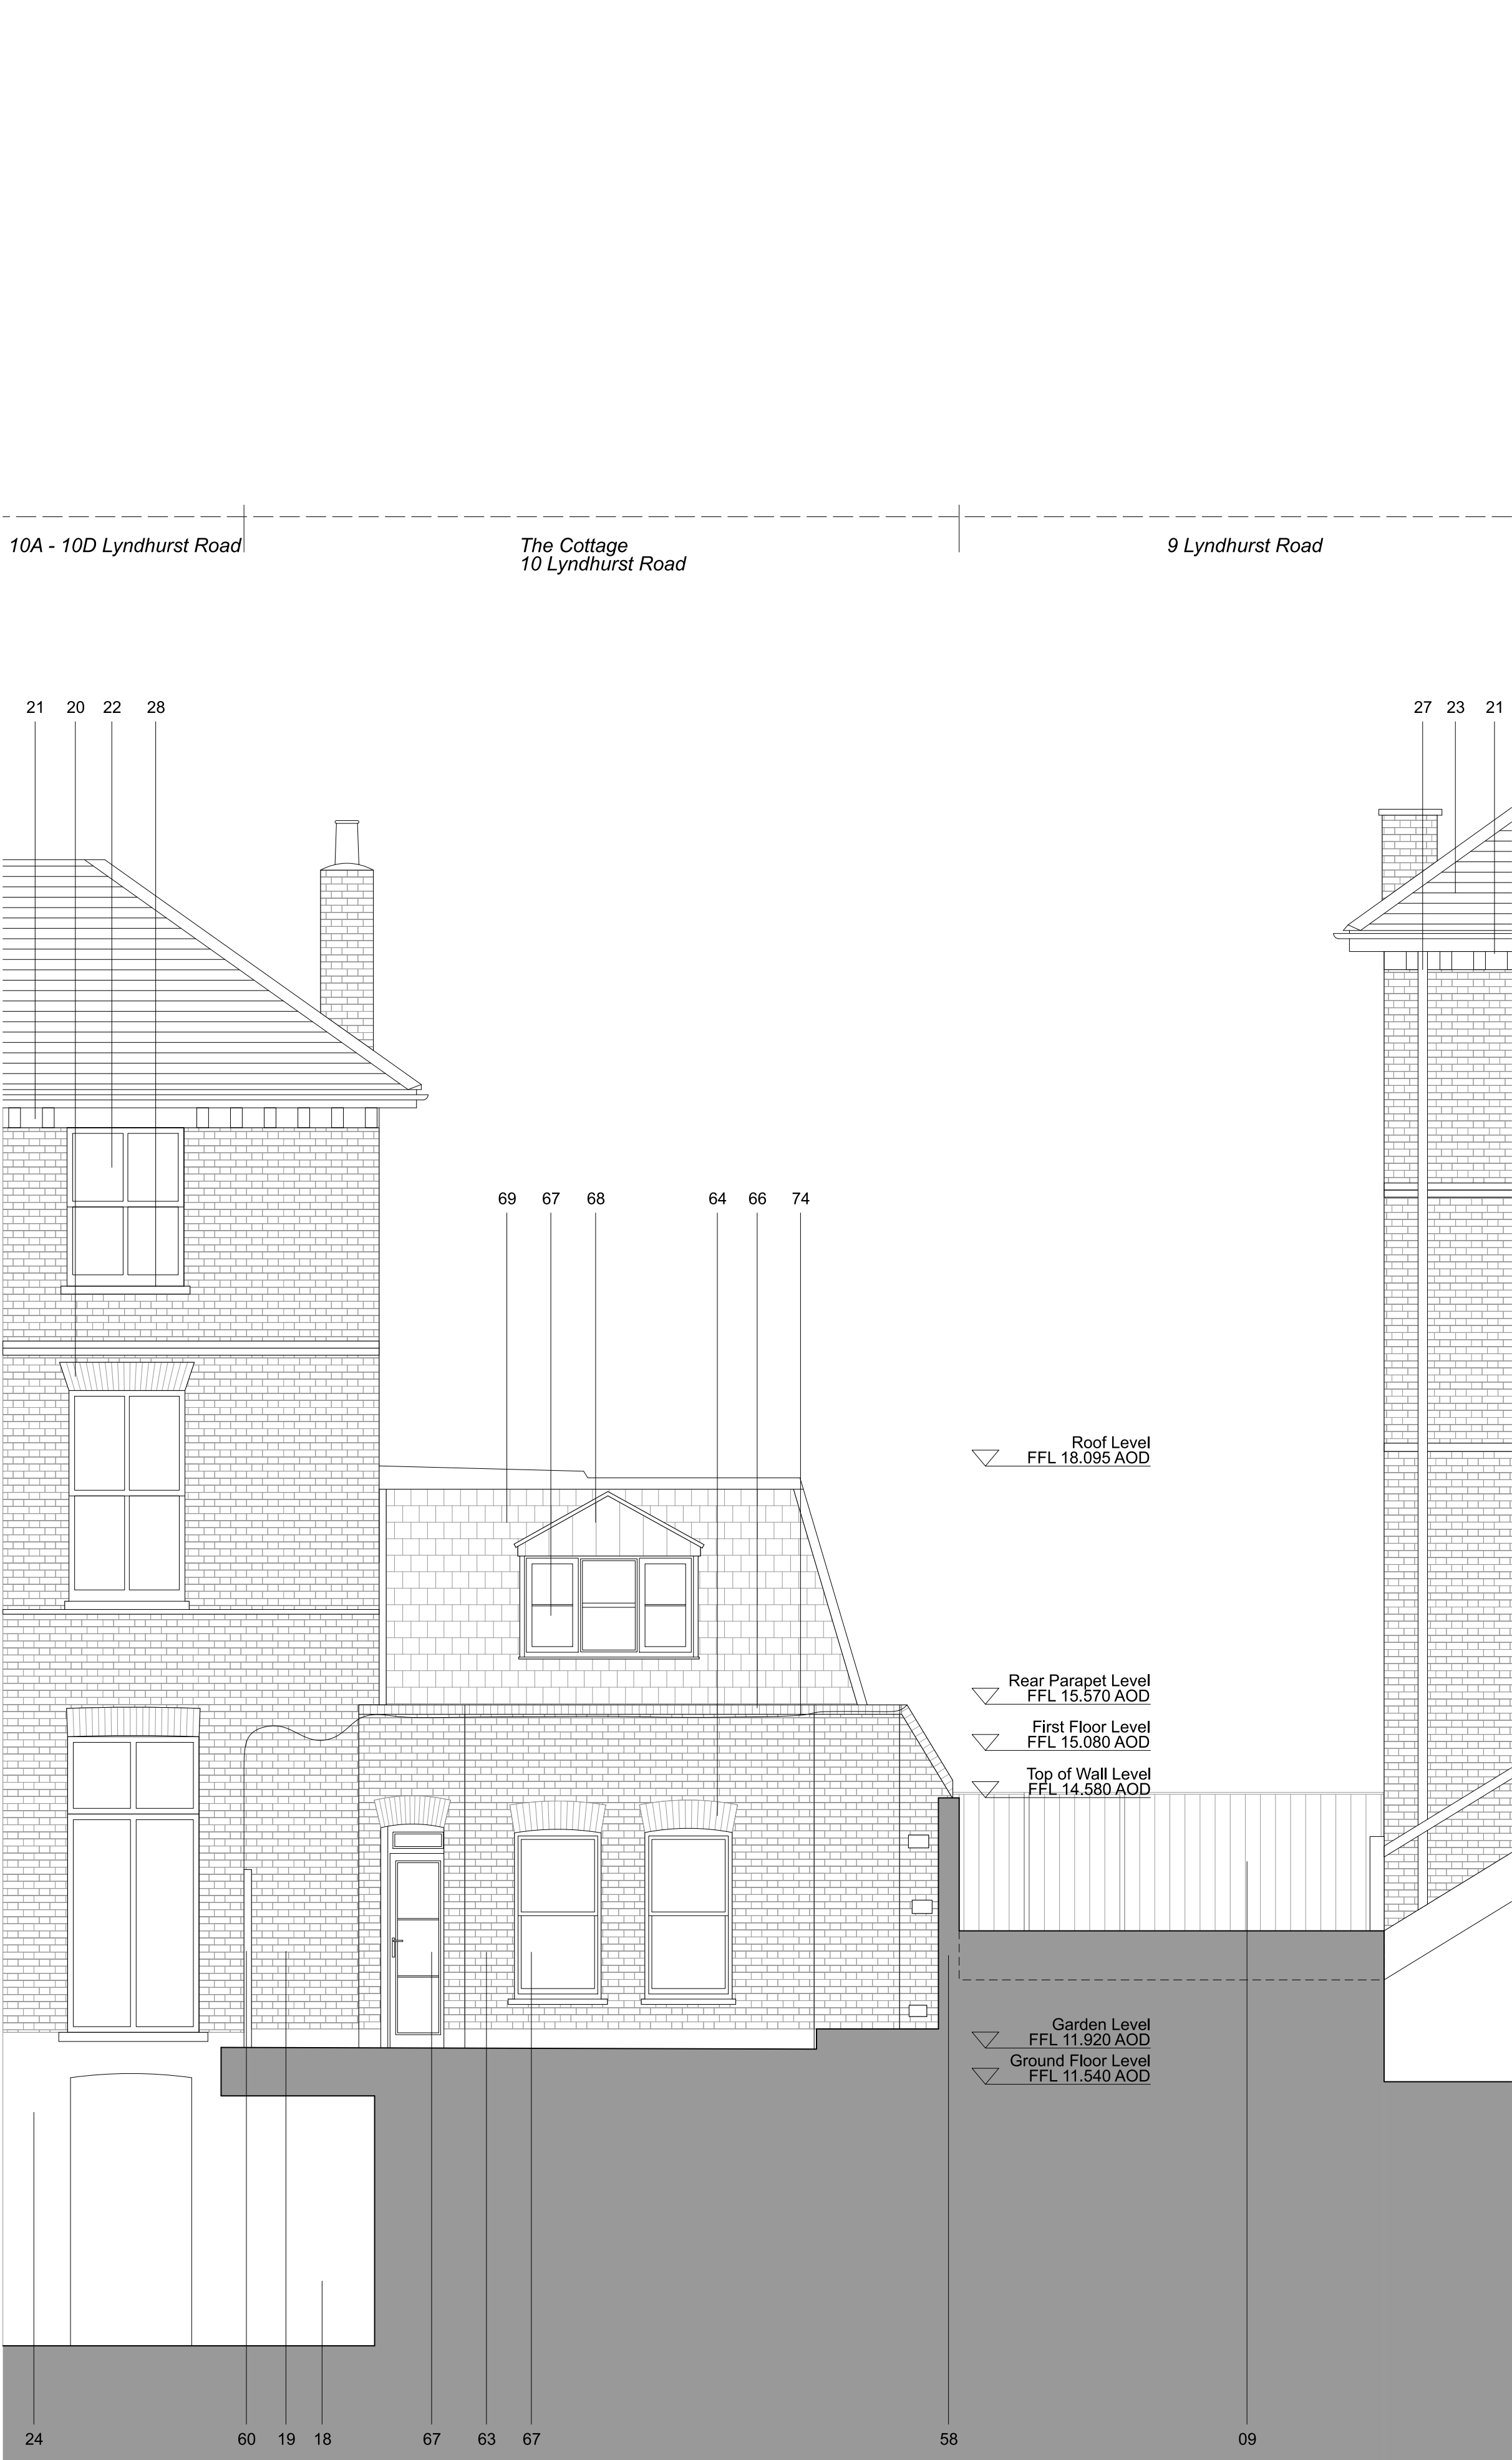 10A - 10D Lyndhurst Road
The Cottage
10 Lyndhurst Road
9 Lyndhurst Road
21 20 22 28
27 23 21
69 67 68 64 66 74
Roof Level
FFL 18.095 AOD
Rear Parapet Level
FFL 15.570 AOD
First Floor Level
FFL 15.080 AOD
Top of Wall Level
FFL 14.580 AOD
Garden Level
FFL 11.920 AOD
Ground Floor Level
FFL 11.540 AOD
24 60 19 18 67 63 67 58 09